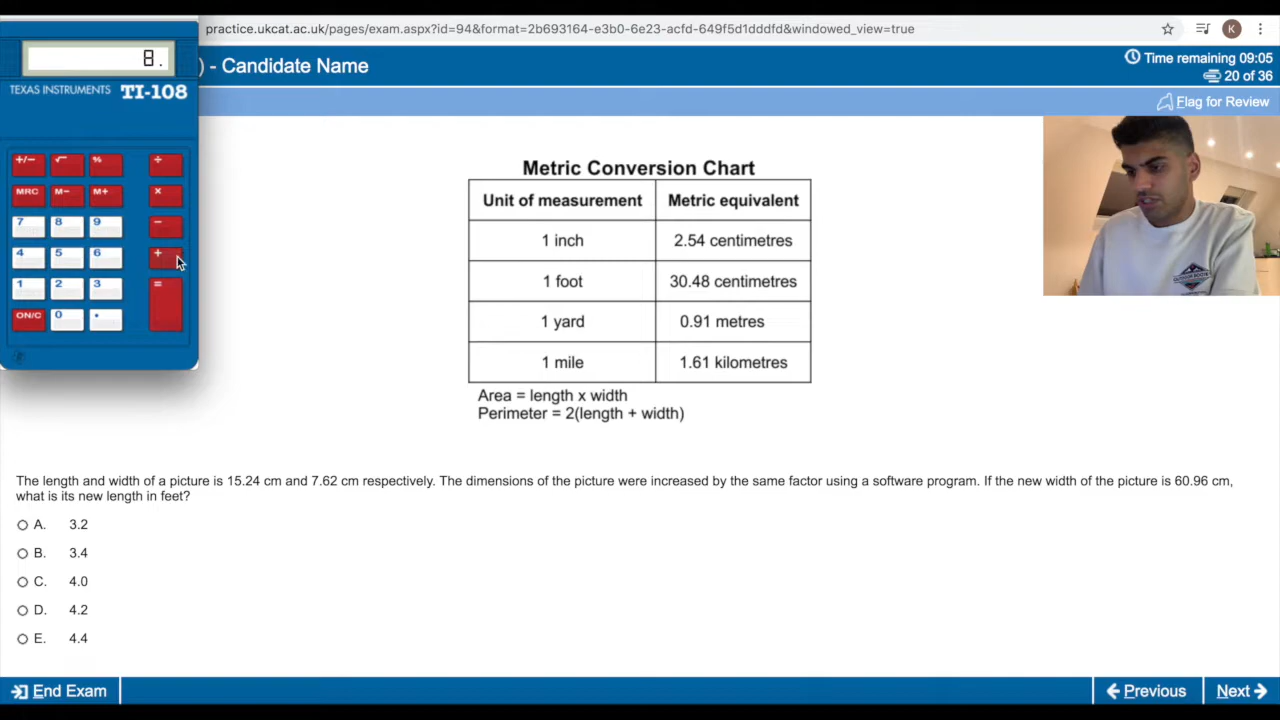 practice.ukcat.ac.uk/pages/exam.aspx?id=94&format=2b693164-e3b0-6e23-acfd-649f5d1dddfd&windowed_view=true
K
8.
TEXAS INSTRUMENTS TI-108
) - Candidate Name
Time remaining 09:05
20 of 36
Flag for Review
+/- √ % ÷
MRC M− M+ ×
7 8 9 −
4 5 6 +
1 2 3 =
ON/C 0 .
Metric Conversion Chart
Unit of measurement Metric equivalent
1 inch 2.54 centimetres
1 foot 30.48 centimetres
1 yard 0.91 metres
1 mile 1.61 kilometres
Area = length x width
Perimeter = 2(length + width)
The length and width of a picture is 15.24 cm and 7.62 cm respectively. The dimensions of the picture were increased by the same factor using a software program. If the new width of the picture is 60.96 cm,
what is its new length in feet?
A. 3.2
B. 3.4
C. 4.0
D. 4.2
E. 4.4
End Exam
Previous
Next